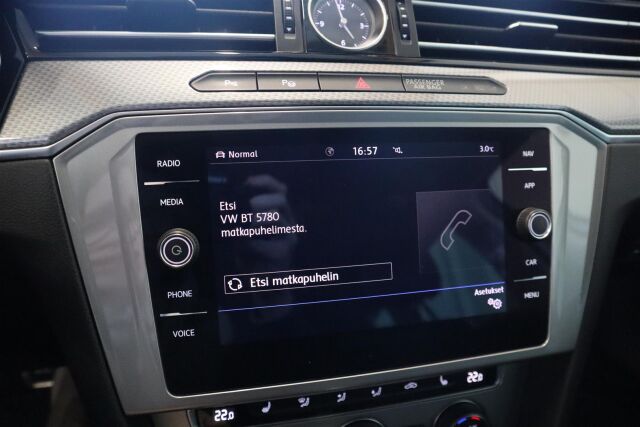 PASSENGER
AIR BAG
RADIO
MEDIA
PHONE
VOICE
Normal
16:57
3.0°C
Etsi
VW BT 5780
matkapuhelimesta.
Etsi matkapuhelin
Asetukset
NAV
APP
CAR
MENU
22.0
22.0